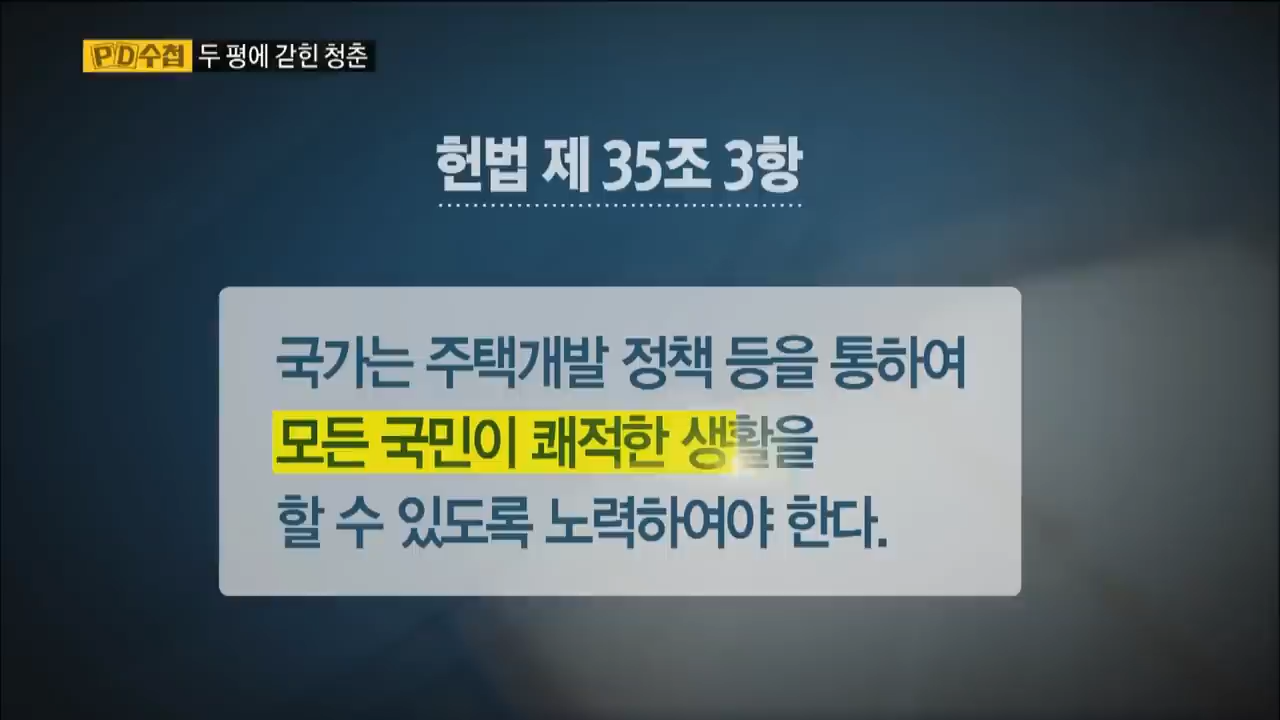 PD수첩 두 평에 갇힌 청춘
헌법 제 35조 3항
국가는 주택개발 정책 등을 통하여
모든 국민이 쾌적한 생활을
할 수 있도록 노력하여야 한다.